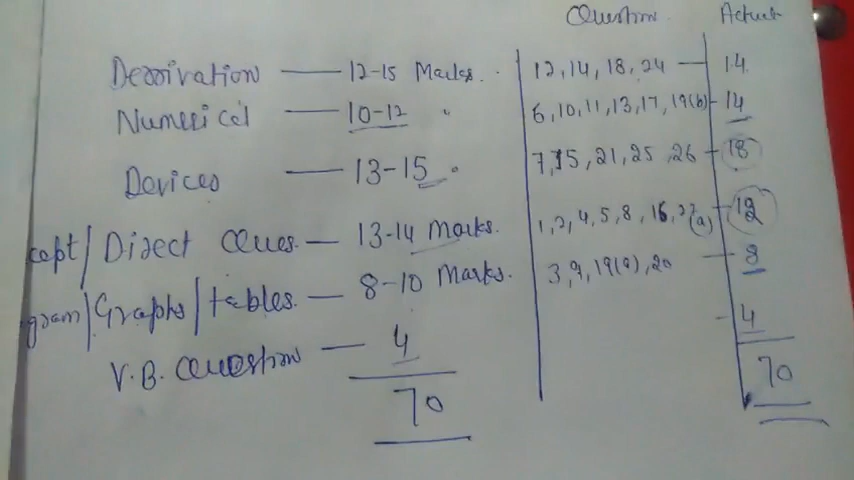 Question. Actual
Derrivation — 12-15 Marks. 12, 14, 18, 24 — 14
Numerical — 10-12 " 6, 10, 11, 13, 17, 19(b) - 14
Devices — 13-15 " 7, 15, 21, 25, 26 - 18
cept/Direct Ques. — 13-14 Marks. 1, 2, 4, 5, 8, 16, (a) - 12
gram/Graphs/tables. — 8-10 Marks. 3, 9, 19(a), 20 — 8
V.B. Question — 4 - 4
70 70